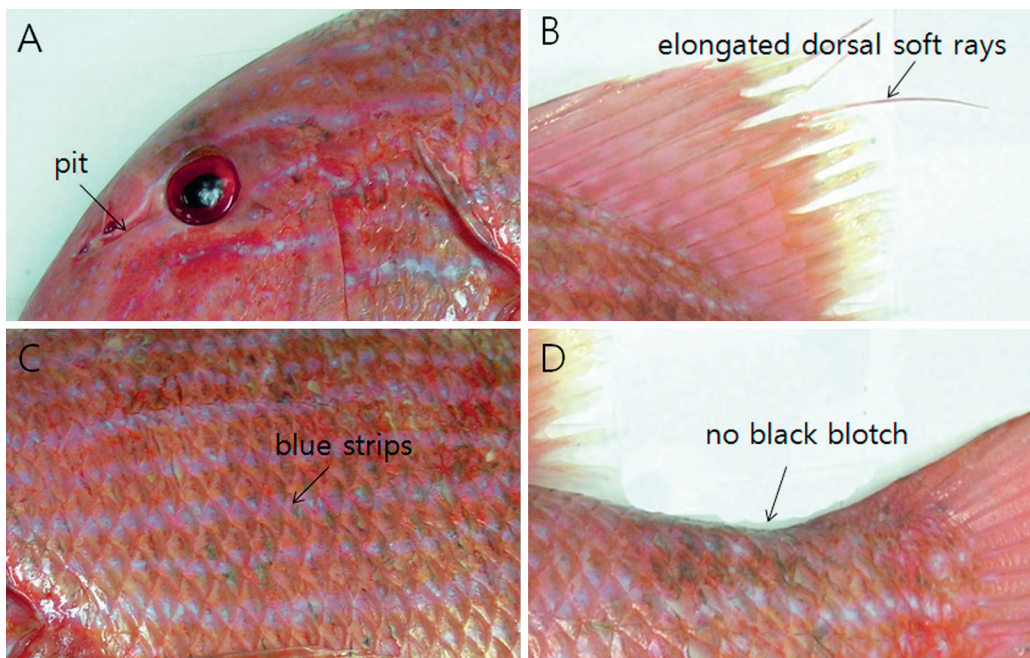 A
pit
B
elongated dorsal soft rays
C
blue strips
D
no black blotch